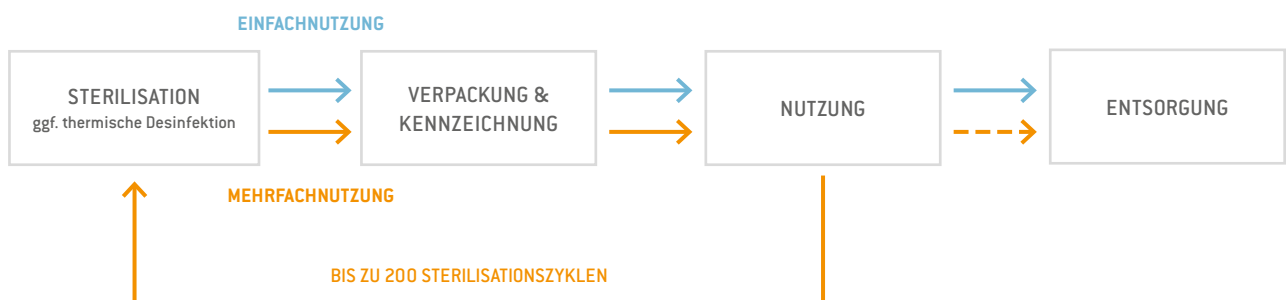 EINFACHNUTZUNG
STERILISATION
ggf. thermische Desinfektion
VERPACKUNG &
KENNZEICHNUNG
NUTZUNG
ENTSORGUNG
MEHRFACHNUTZUNG
BIS ZU 200 STERILISATIONSZYKLEN